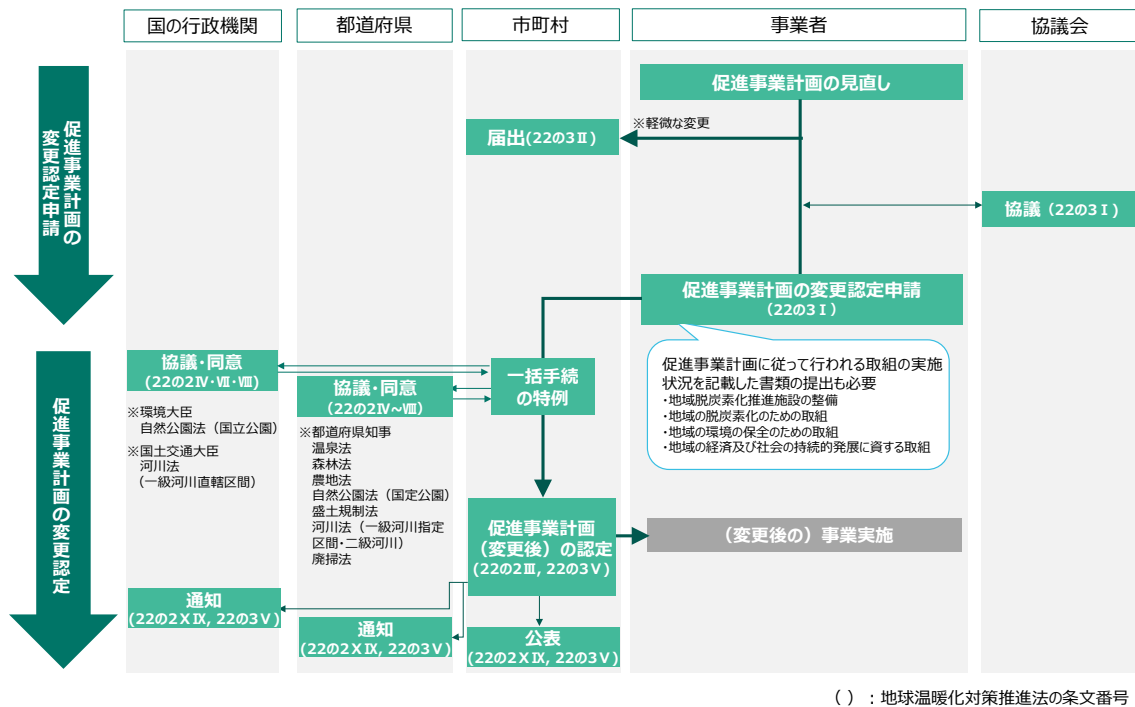 国の行政機関
都道府県
市町村
事業者
協議会
促進事業計画の
変更認定申請
促進事業計画の見直し
※軽微な変更
届出(22の3Ⅱ)
協議（22の3Ⅰ）
促進事業計画の変更認定申請
(22の3Ⅰ)
促進事業計画に従って行われる取組の実施
状況を記載した書類の提出も必要
・地域脱炭素化推進施設の整備
・地域の脱炭素化のための取組
・地域の環境の保全のための取組
・地域の経済及び社会の持続的発展に資する取組
促進事業計画の変更認定
協議・同意
(22の2Ⅳ・Ⅶ・Ⅷ)
※環境大臣
自然公園法（国立公園）
※国土交通大臣
河川法
（一級河川直轄区間）
協議・同意
(22の2Ⅳ~Ⅷ)
※都道府県知事
温泉法
森林法
農地法
自然公園法（国定公園）
盛土規制法
河川法（一級河川指定
区間・二級河川）
廃掃法
一括手続
の特例
促進事業計画
（変更後）の認定
(22の2Ⅲ, 22の3Ⅴ)
（変更後の）事業実施
通知
(22の2ⅩⅨ, 22の3Ⅴ)
通知
(22の2ⅩⅨ, 22の3Ⅴ)
公表
(22の2ⅩⅨ, 22の3Ⅴ)
（ ）：地球温暖化対策推進法の条文番号